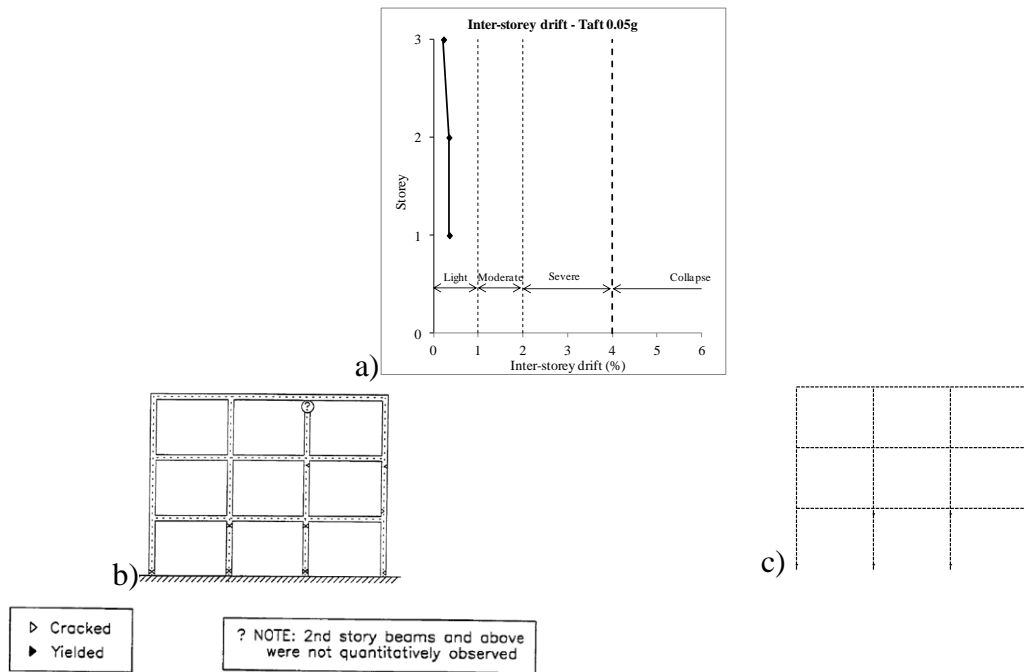 Inter-storey drift - Taft 0.05g
3
2
1
0
Storey
Light
Moderate
Severe
Collapse
0 1 2 3 4 5 6
Inter-storey drift (%)
a)
?
b)
c)
Cracked
Yielded
? NOTE: 2nd story beams and above
were not quantitatively observed